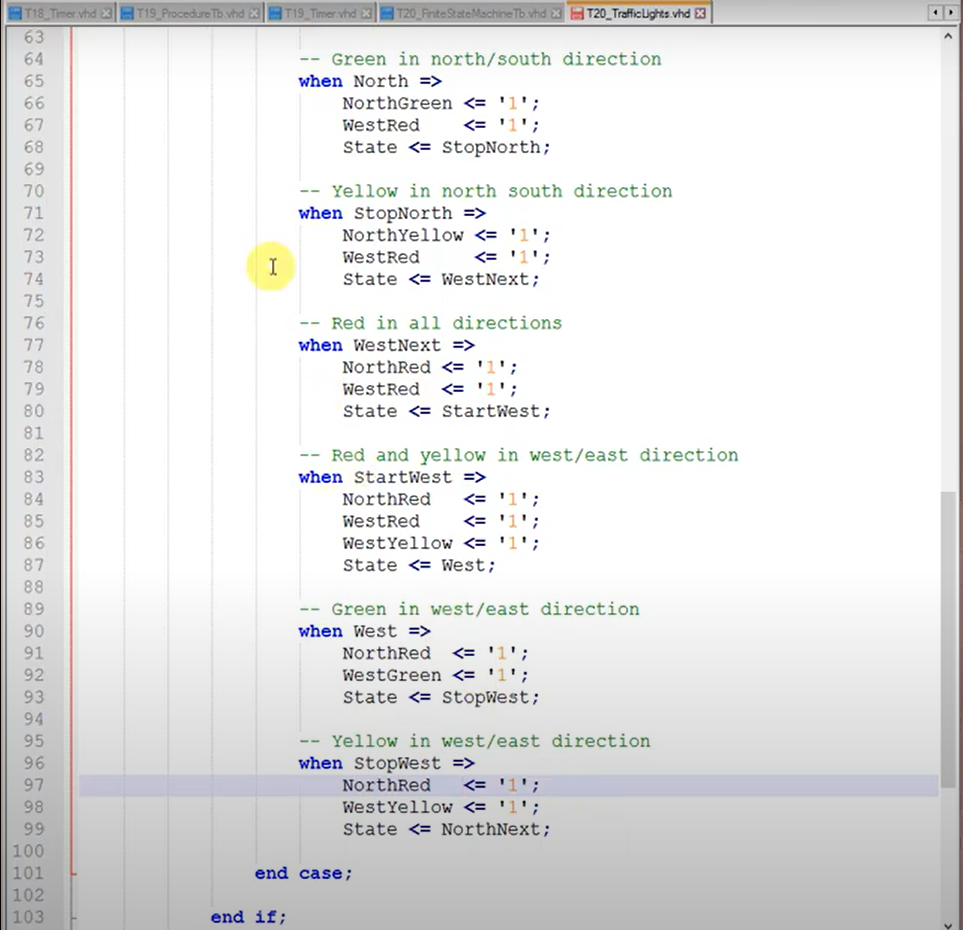 T18_Timer.vhd T19_ProcedureTb.vhd T19_Timer.vhd T20_FiniteStateMachineTb.vhd T20_TrafficLights.vhd
63
64 -- Green in north/south direction
65 when North =>
66 NorthGreen <= '1';
67 WestRed <= '1';
68 State <= StopNorth;
69
70 -- Yellow in north south direction
71 when StopNorth =>
72 NorthYellow <= '1';
73 WestRed <= '1';
74 State <= WestNext;
75
76 -- Red in all directions
77 when WestNext =>
78 NorthRed <= '1';
79 WestRed <= '1';
80 State <= StartWest;
81
82 -- Red and yellow in west/east direction
83 when StartWest =>
84 NorthRed <= '1';
85 WestRed <= '1';
86 WestYellow <= '1';
87 State <= West;
88
89 -- Green in west/east direction
90 when West =>
91 NorthRed <= '1';
92 WestGreen <= '1';
93 State <= StopWest;
94
95 -- Yellow in west/east direction
96 when StopWest =>
97 NorthRed <= '1';
98 WestYellow <= '1';
99 State <= NorthNext;
100
101 end case;
102
103 end if;